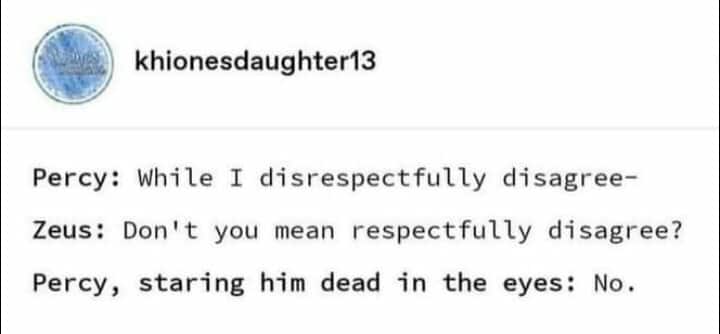 khionesdaughter13
Percy: While I disrespectfully disagree-
Zeus: Don't you mean respectfully disagree?
Percy, staring him dead in the eyes: No.